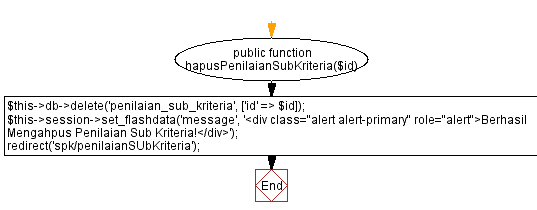 public function
hapusPenilaianSubKriteria($id)
$this->db->delete('penilaian_sub_kriteria', ['id' => $id]);
$this->session->set_flashdata('message', '<div class="alert alert-primary" role="alert">Berhasil
Mengahpus Penilaian Sub Kriteria!</div>');
redirect('spk/penilaianSUbKriteria');
End